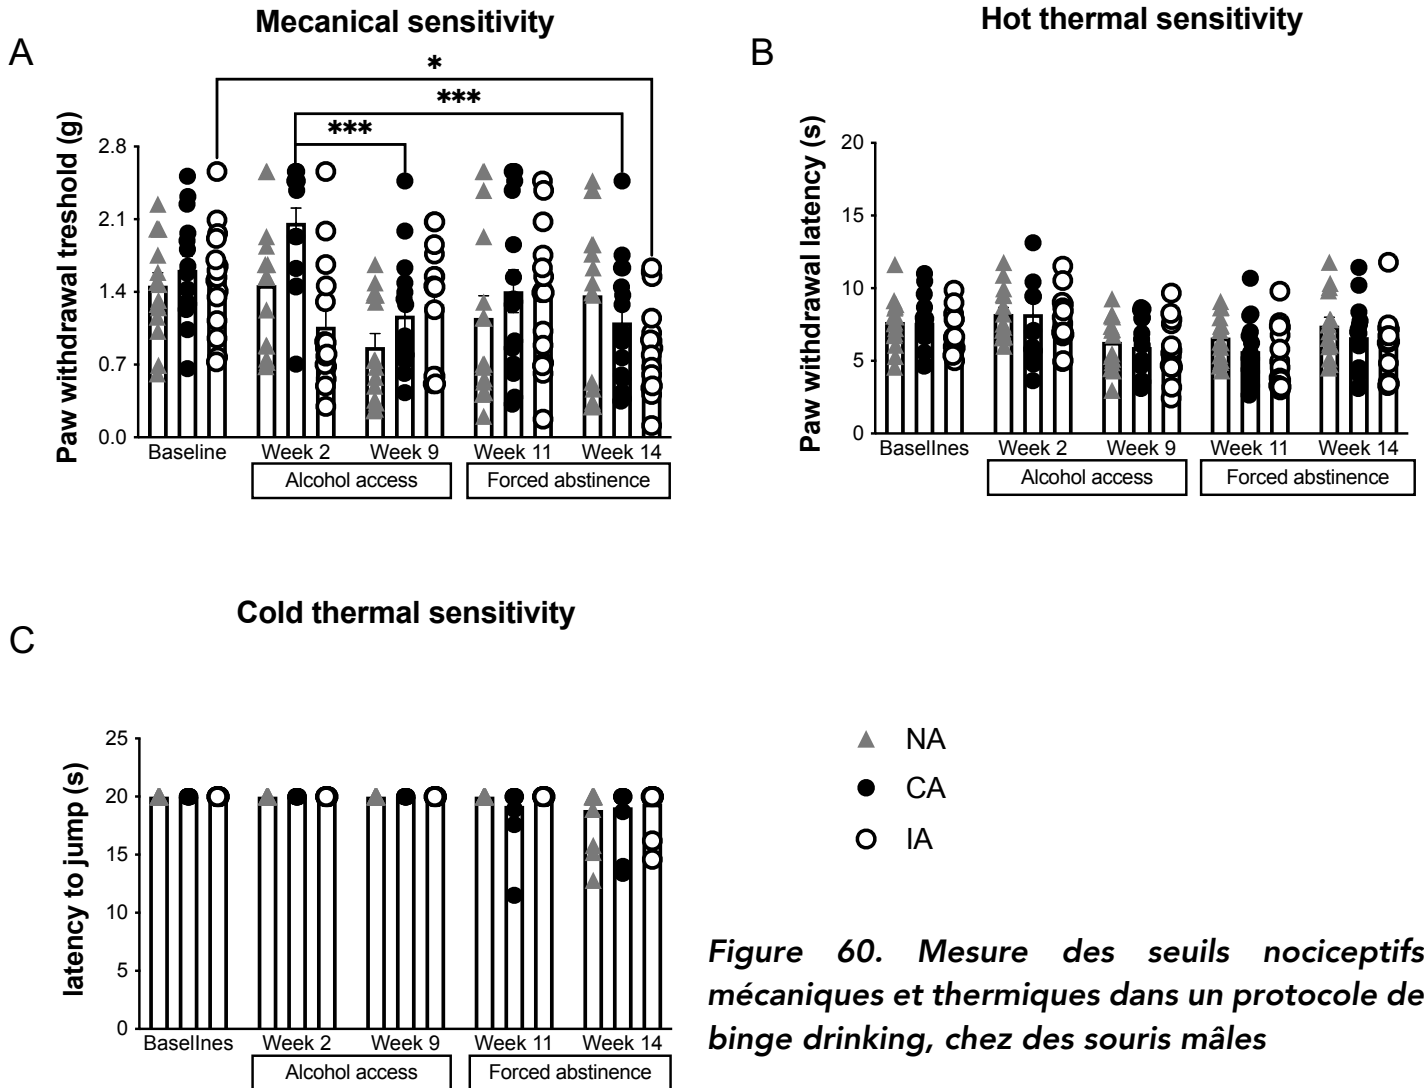 Mecanical sensitivity
A
*
***
***
Paw withdrawal treshold (g)
2.8
2.1
1.4
0.7
0.0
Baseline Week 2 Week 9 Week 11 Week 14
Alcohol access Forced abstinence
Hot thermal sensitivity
B
Paw withdrawal latency (s)
20
15
10
5
0
BaselInes Week 2 Week 9 Week 11 Week 14
Alcohol access Forced abstinence
Cold thermal sensitivity
C
latency to jump (s)
25
20
15
10
5
0
BaselInes Week 2 Week 9 Week 11 Week 14
Alcohol access Forced abstinence
NA
CA
IA
Figure 60. Mesure des seuils nociceptifs
mécaniques et thermiques dans un protocole de
binge drinking, chez des souris mâles